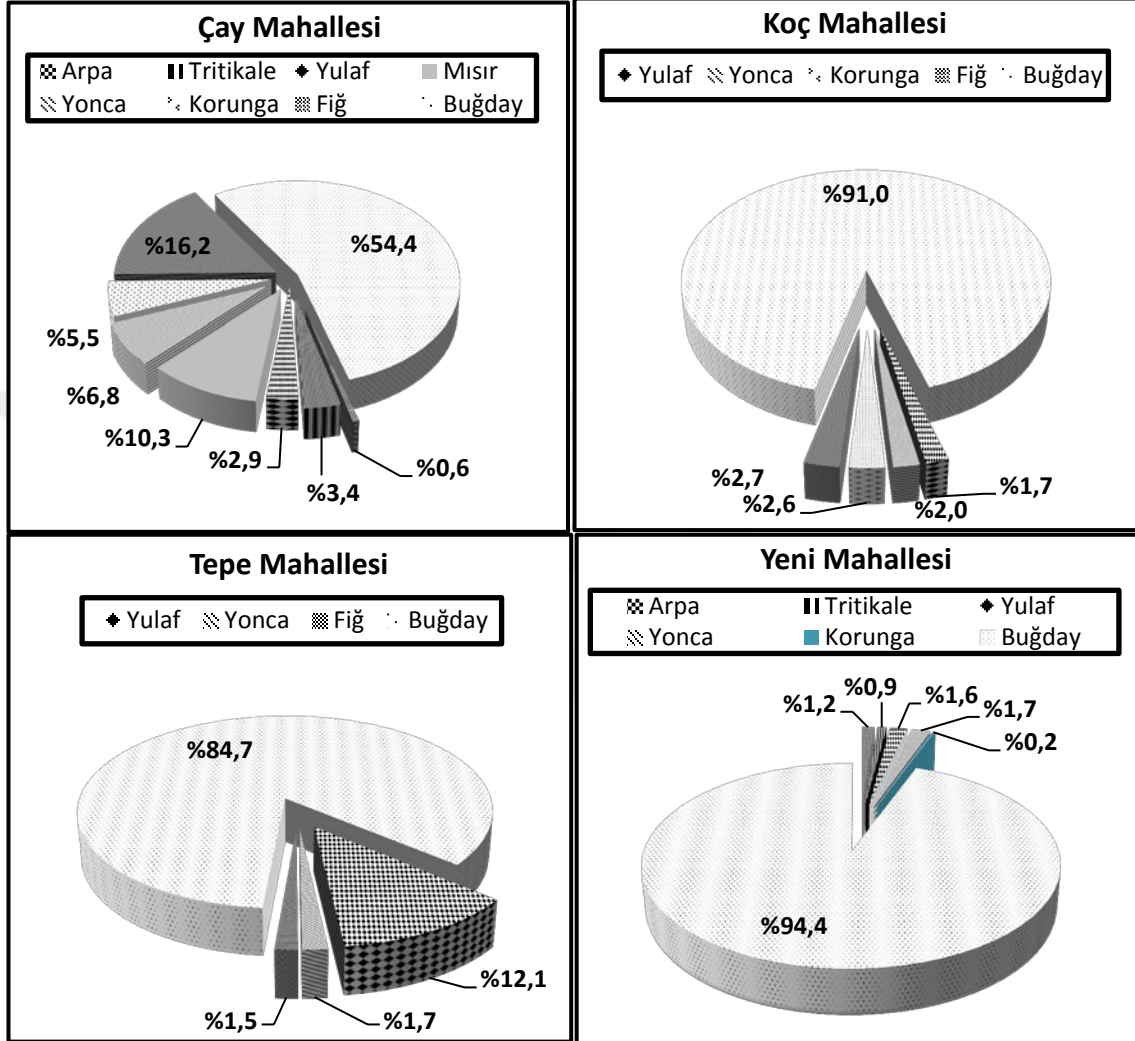 Çay Mahallesi
Arpa Tritikale Yulaf Mısır
Yonca Korunga Fiğ Buğday
%16,2 %54,4
%5,5
%6,8
%10,3
%2,9
%3,4
%0,6
Koç Mahallesi
Yulaf Yonca Korunga Fiğ Buğday
%91,0
%2,7
%2,6
%2,0
%1,7
Tepe Mahallesi
Yulaf Yonca Fiğ Buğday
%84,7
%12,1
%1,5 %1,7
Yeni Mahallesi
Arpa Tritikale Yulaf
Yonca Korunga Buğday
%1,2 %0,9 %1,6
%1,7
%0,2
%94,4